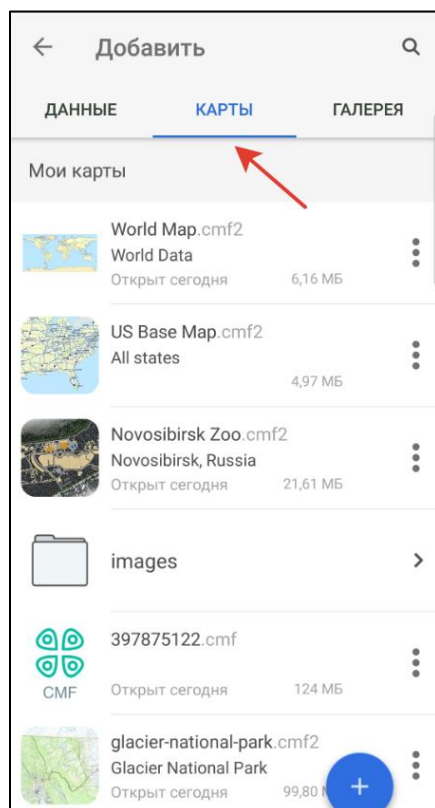 Добавить
ДАННЫЕ КАРТЫ ГАЛЕРЕЯ
Мои карты
World Map.cmf2
World Data
Открыт сегодня 6,16 МБ
US Base Map.cmf2
All states
4,97 МБ
Novosibirsk Zoo.cmf2
Novosibirsk, Russia
Открыт сегодня 21,61 МБ
images
397875122.cmf
CMF
Открыт сегодня 124 МБ
glacier-national-park.cmf2
Glacier National Park
Открыт сегодня 99,80